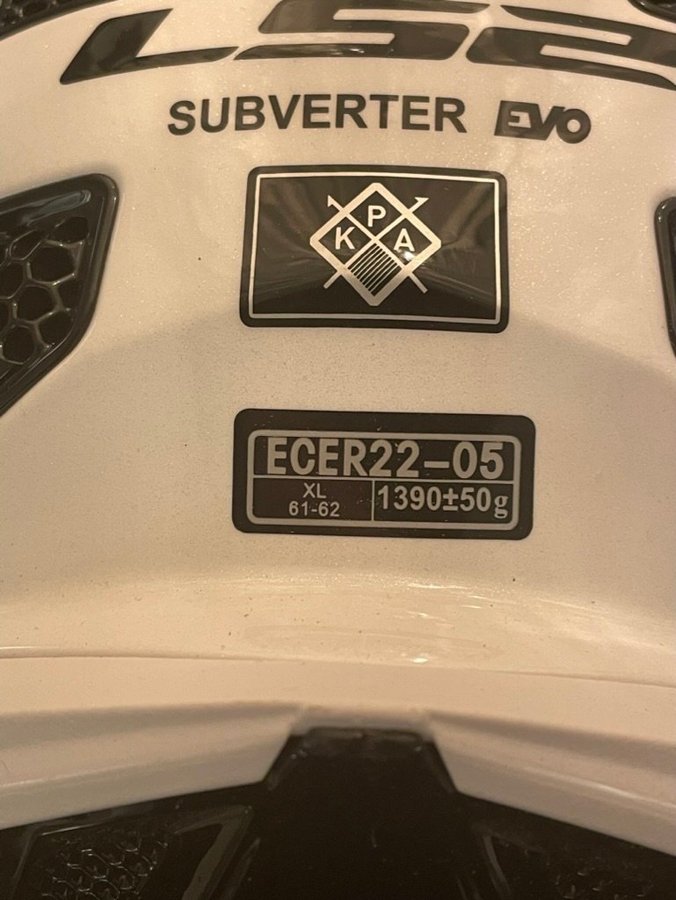 LS2
SUBVERTER EVO
P
K A
ECER22-05
XL
61-62
1390±50g